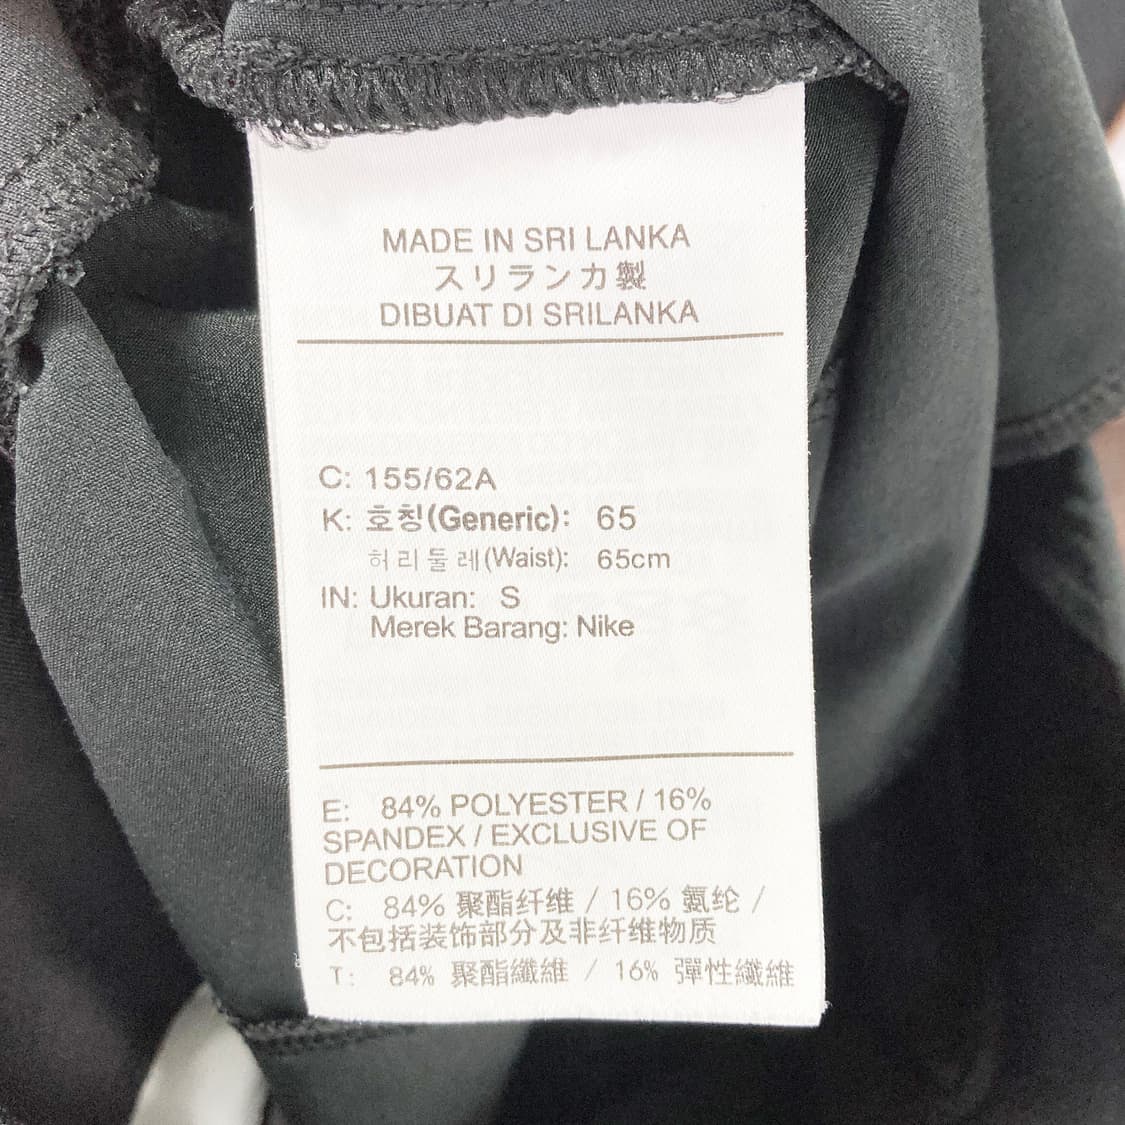 MADE IN SRI LANKA
スリランカ製
DIBUAT DI SRILANKA
C: 155/62A
K: 호칭(Generic): 65
허리둘레(Waist): 65cm
IN: Ukuran: S
Merek Barang: Nike
E: 84% POLYESTER / 16%
SPANDEX / EXCLUSIVE OF
DECORATION
C: 84% 聚酯纤维 / 16% 氨纶 /
不包括装饰部分及非纤维物质
T: 84% 聚酯纖維 / 16% 彈性纖維